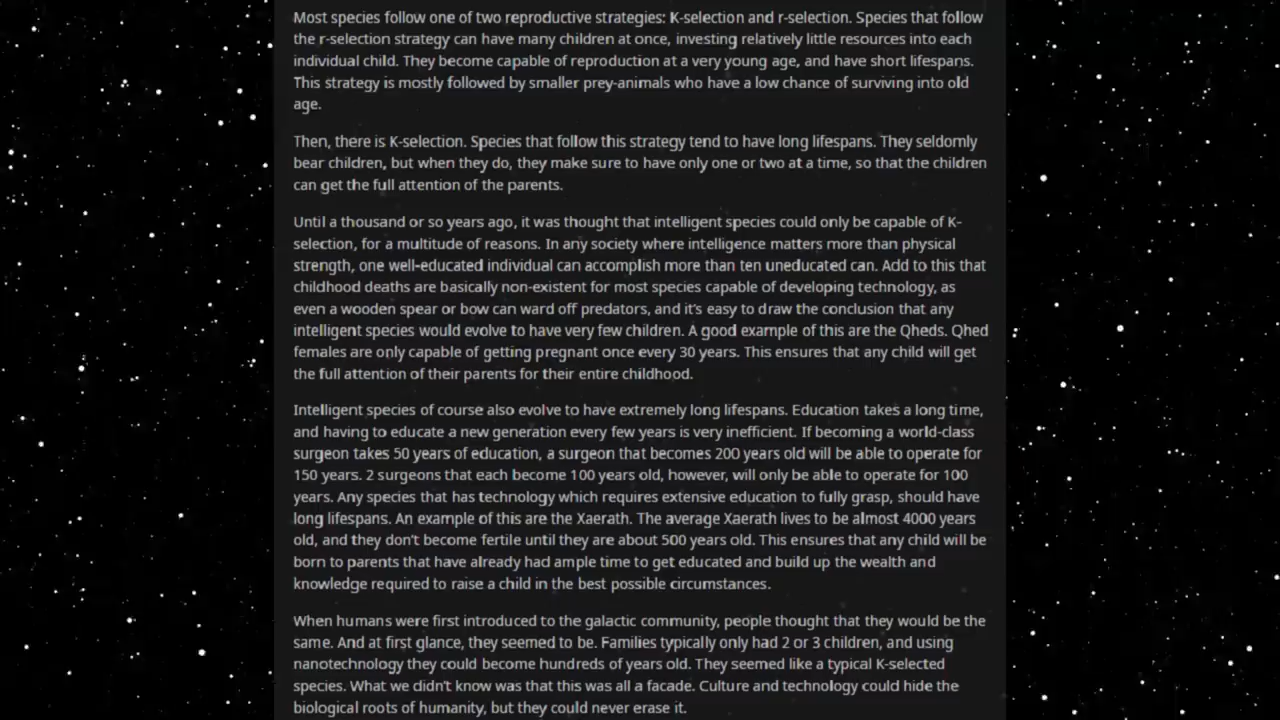 Most species follow one of two reproductive strategies: K-selection and r-selection. Species that follow
the r-selection strategy can have many children at once, investing relatively little resources into each
individual child. They become capable of reproduction at a very young age, and have short lifespans.
This strategy is mostly followed by smaller prey-animals who have a low chance of surviving into old
age.
Then, there is K-selection. Species that follow this strategy tend to have long lifespans. They seldomly
bear children, but when they do, they make sure to have only one or two at a time, so that the children
can get the full attention of the parents.
Until a thousand or so years ago, it was thought that intelligent species could only be capable of K-
selection, for a multitude of reasons. In any society where intelligence matters more than physical
strength, one well-educated individual can accomplish more than ten uneducated can. Add to this that
childhood deaths are basically non-existent for most species capable of developing technology, as
even a wooden spear or bow can ward off predators, and it's easy to draw the conclusion that any
intelligent species would evolve to have very few children. A good example of this are the Qheds. Qhed
females are only capable of getting pregnant once every 30 years. This ensures that any child will get
the full attention of their parents for their entire childhood.
Intelligent species of course also evolve to have extremely long lifespans. Education takes a long time,
and having to educate a new generation every few years is very inefficient. If becoming a world-class
surgeon takes 50 years of education, a surgeon that becomes 200 years old will be able to operate for
150 years. 2 surgeons that each become 100 years old, however, will only be able to operate for 100
years. Any species that has technology which requires extensive education to fully grasp, should have
long lifespans. An example of this are the Xaerath. The average Xaerath lives to be almost 4000 years
old, and they don't become fertile until they are about 500 years old. This ensures that any child will be
born to parents that have already had ample time to get educated and build up the wealth and
knowledge required to raise a child in the best possible circumstances.
When humans were first introduced to the galactic community, people thought that they would be the
same. And at first glance, they seemed to be. Families typically only had 2 or 3 children, and using
nanotechnology they could become hundreds of years old. They seemed like a typical K-selected
species. What we didn't know was that this was all a facade. Culture and technology could hide the
biological roots of humanity, but they could never erase it.